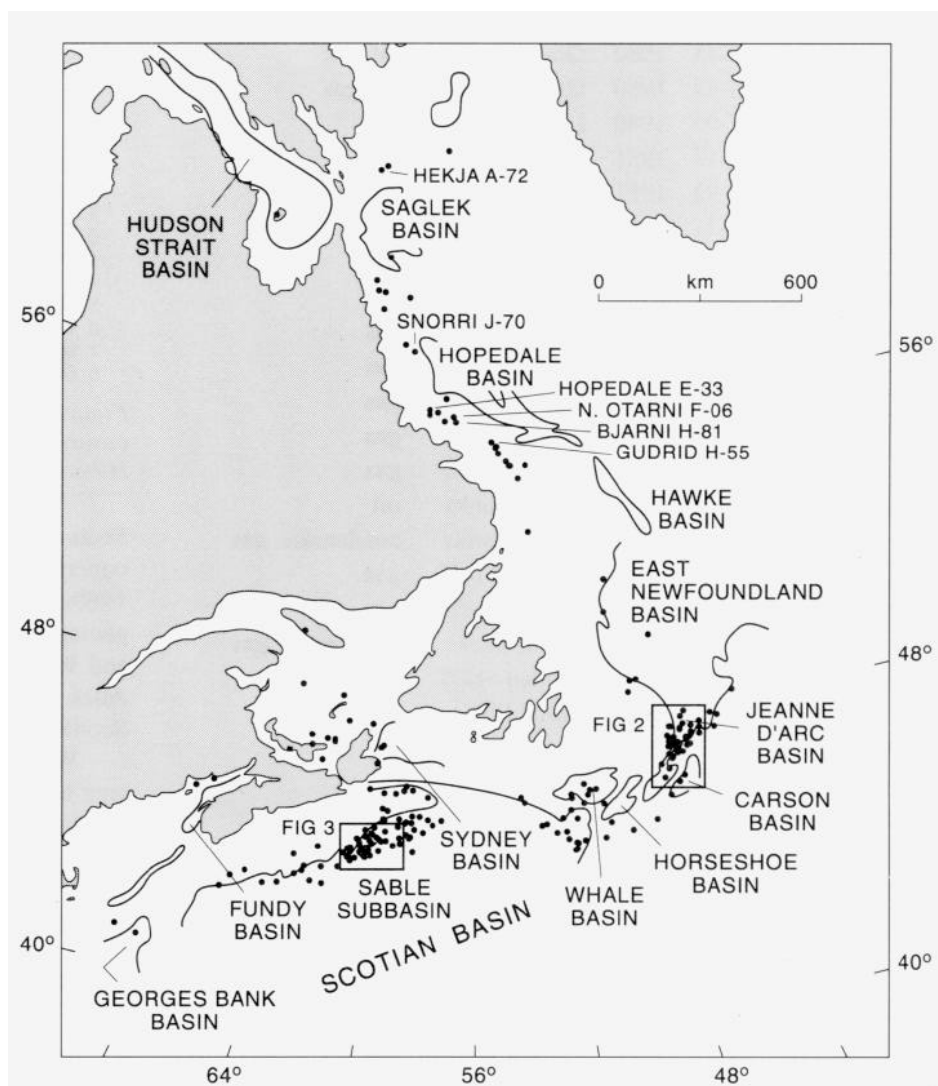 HEKJA A-72
SAGLEK
BASIN
HUDSON
STRAIT
BASIN
0 km 600
56° 56°
SNORRI J-70
HOPEDALE
BASIN
HOPEDALE E-33
N. OTARNI F-06
BJARNI H-81
GUDRID H-55
HAWKE
BASIN
EAST
NEWFOUNDLAND
BASIN
48° 48°
FIG 2
JEANNE
D'ARC
BASIN
CARSON
BASIN
FIG 3
SYDNEY
BASIN
HORSESHOE
BASIN
WHALE
BASIN
SABLE
SUBBASIN
FUNDY
BASIN
SCOTIAN BASIN
40° 40°
GEORGES BANK
BASIN
64° 56° 48°